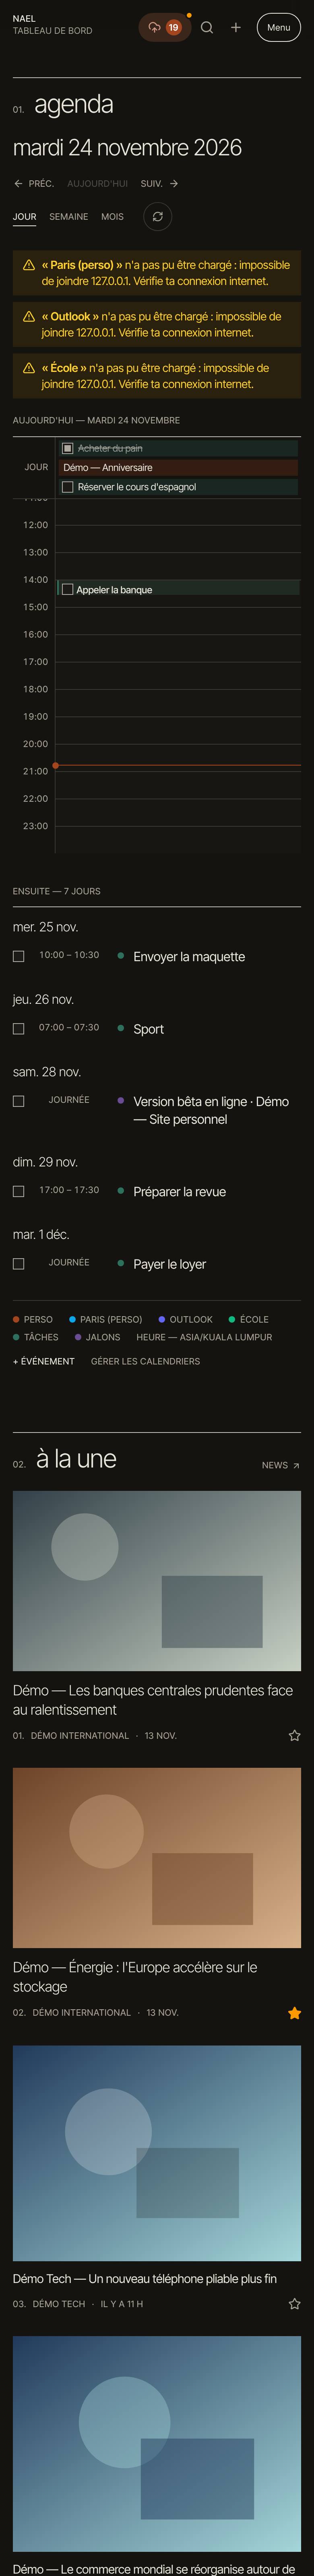 NAEL
TABLEAU DE BORD
19
Menu
01. agenda
mardi 24 novembre 2026
PRÉC. AUJOURD'HUI SUIV.
JOUR SEMAINE MOIS
« Paris (perso) » n'a pas pu être chargé : impossible
de joindre 127.0.0.1. Vérifie ta connexion internet.
« Outlook » n'a pas pu être chargé : impossible de
joindre 127.0.0.1. Vérifie ta connexion internet.
« École » n'a pas pu être chargé : impossible de
joindre 127.0.0.1. Vérifie ta connexion internet.
AUJOURD'HUI — MARDI 24 NOVEMBRE
Acheter du pain
JOUR
Démo — Anniversaire
Réserver le cours d'espagnol
11:00
12:00
13:00
14:00
Appeler la banque
15:00
16:00
17:00
18:00
19:00
20:00
21:00
22:00
23:00
ENSUITE — 7 JOURS
mer. 25 nov.
10:00 – 10:30 Envoyer la maquette
jeu. 26 nov.
07:00 – 07:30 Sport
sam. 28 nov.
JOURNÉE Version bêta en ligne · Démo
— Site personnel
dim. 29 nov.
17:00 – 17:30 Préparer la revue
mar. 1 déc.
JOURNÉE Payer le loyer
PERSO PARIS (PERSO) OUTLOOK ÉCOLE
TÂCHES JALONS HEURE — ASIA/KUALA LUMPUR
+ ÉVÉNEMENT GÉRER LES CALENDRIERS
02. à la une
NEWS
Démo — Les banques centrales prudentes face
au ralentissement
01. DÉMO INTERNATIONAL · 13 NOV.
Démo — Énergie : l'Europe accélère sur le
stockage
02. DÉMO INTERNATIONAL · 13 NOV.
Démo Tech — Un nouveau téléphone pliable plus fin
03. DÉMO TECH · IL Y A 11 H
Démo — Le commerce mondial se réorganise autour de